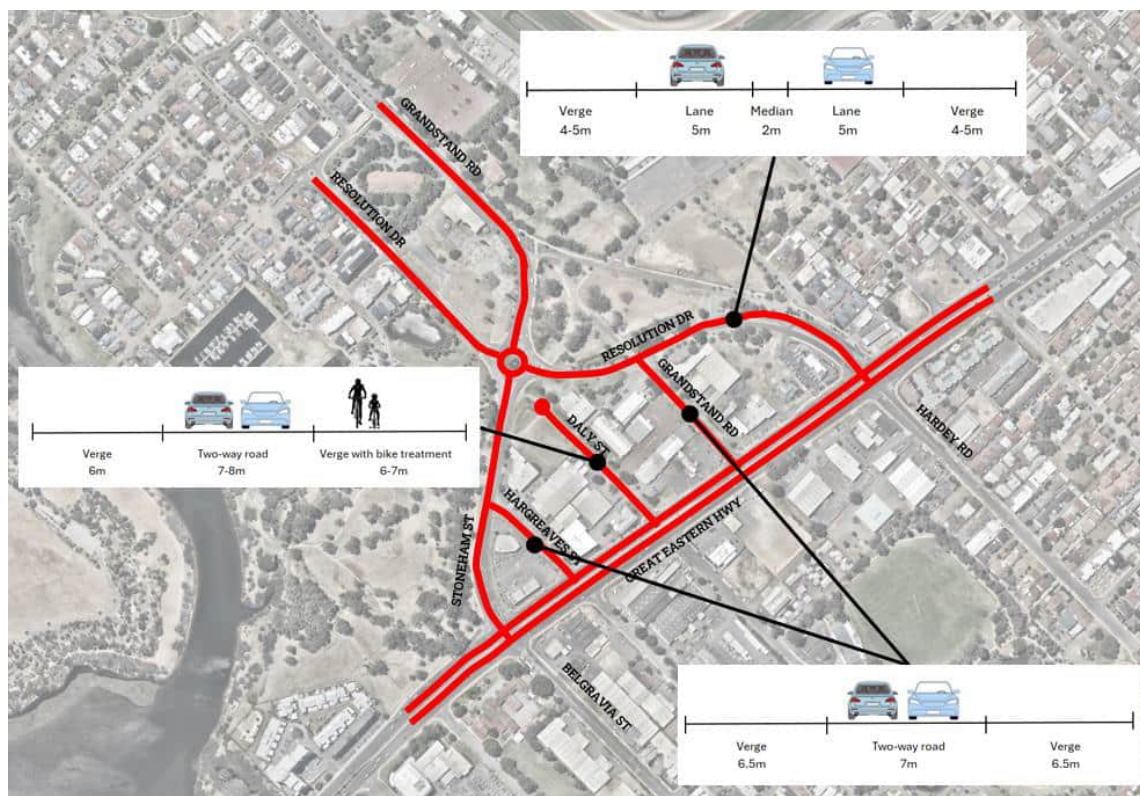 Verge
4-5m
Lane
5m
Median
2m
Lane
5m
Verge
4-5m
GRANDSTAND RD
RESOLUTION DR
RESOLUTION DR
GRANDSTAND RD
HARDEY RD
Verge
6m
Two-way road
7-8m
Verge with bike treatment
6-7m
DALY ST
HARGREAVES ST
STONEHAM ST
GREAT EASTERN HWY
BELGRAVIA ST
Verge
6.5m
Two-way road
7m
Verge
6.5m